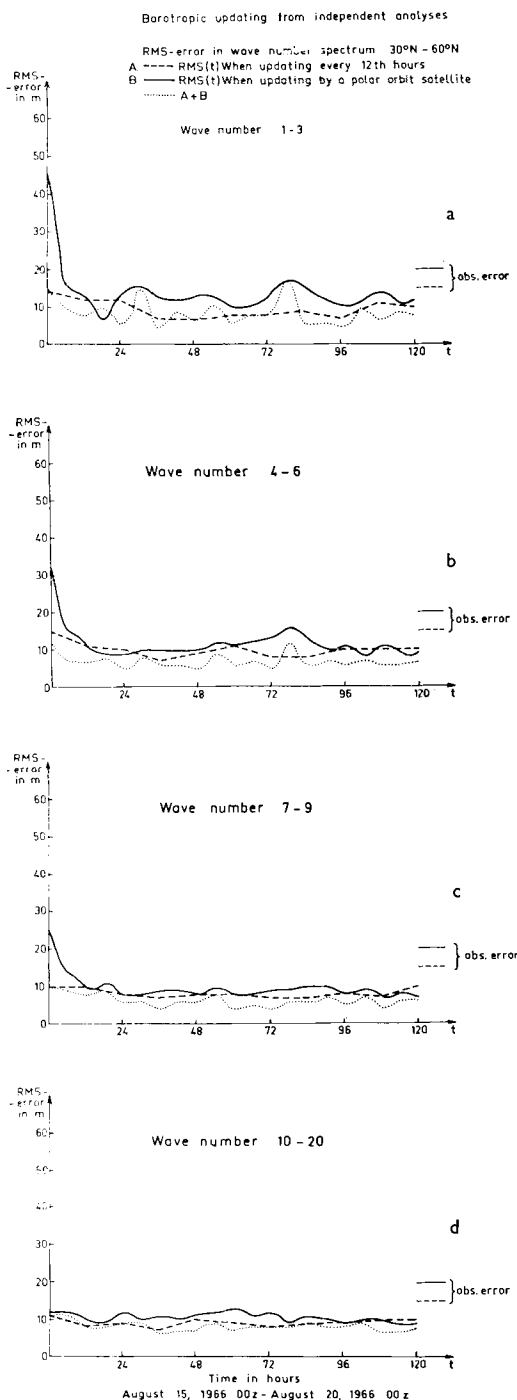 Barotropic updating from independent analyses
RMS-error in wave number spectrum 30°N – 60°N
A ---- RMS(t) When updating every 12th hours
B —— RMS(t) When updating by a polar orbit satellite
........ A + B
RMS-
-error
in m
Wave number 1 - 3
60
50
40
30
20
10
0
a
obs. error
24
48
72
96
120
t
RMS-
-error
in m
Wave number 4 - 6
60
50
40
30
20
10
0
b
obs. error
24
48
72
96
120
t
RMS-
-error
in m
Wave number 7 - 9
60
50
40
30
20
10
0
c
obs. error
24
48
72
96
120
t
RMS-
-error
in m
Wave number 10 - 20
60
50
40
30
20
10
0
d
obs. error
24
48
72
96
120
t
Time in hours
August 15, 1966 00z - August 20, 1966 00z